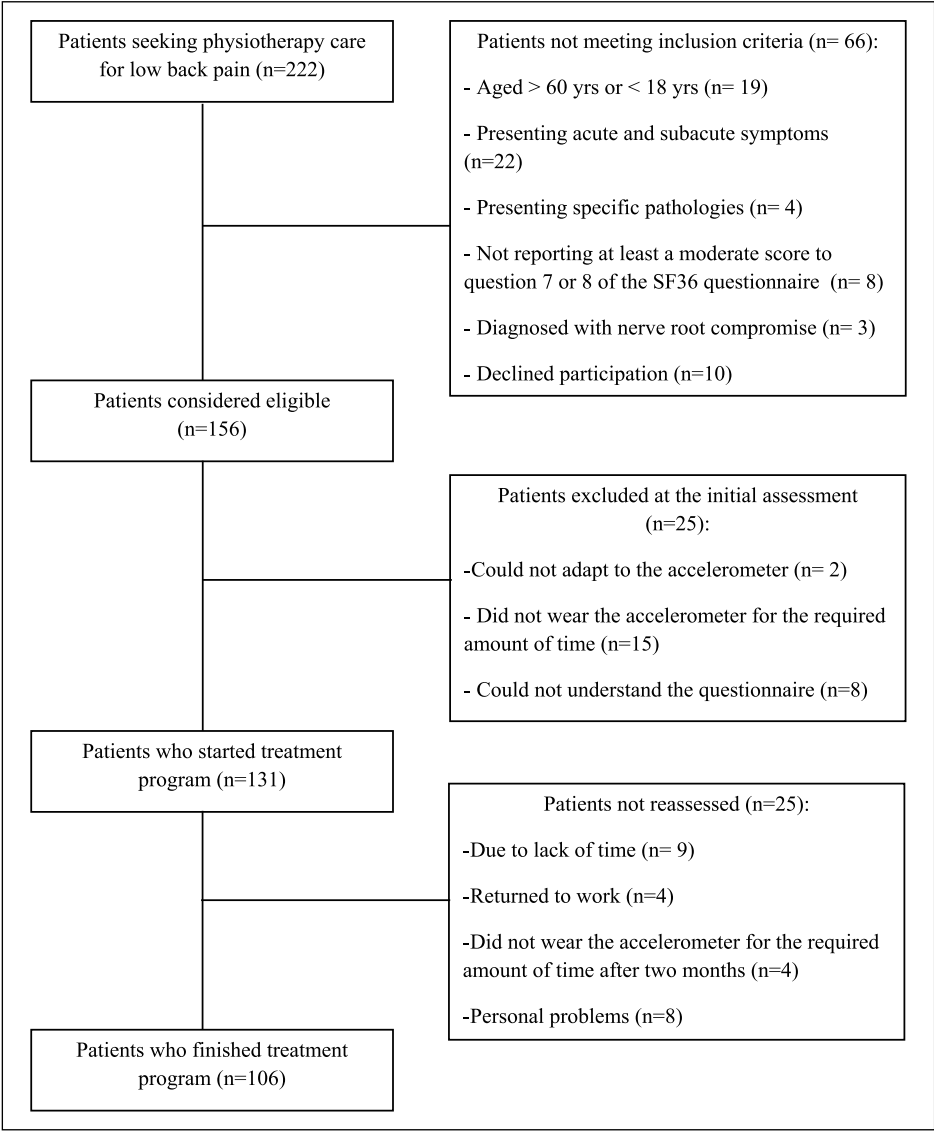 Patients seeking physiotherapy care
for low back pain (n=222)
Patients not meeting inclusion criteria (n= 66):
- Aged > 60 yrs or < 18 yrs (n= 19)
- Presenting acute and subacute symptoms
(n=22)
- Presenting specific pathologies (n= 4)
- Not reporting at least a moderate score to
question 7 or 8 of the SF36 questionnaire  (n= 8)
- Diagnosed with nerve root compromise (n= 3)
- Declined participation (n=10)
Patients considered eligible
(n=156)
Patients excluded at the initial assessment
(n=25):
-Could not adapt to the accelerometer (n= 2)
- Did not wear the accelerometer for the required
amount of time (n=15)
- Could not understand the questionnaire (n=8)
Patients who started treatment
program (n=131)
Patients not reassessed (n=25):
-Due to lack of time (n= 9)
-Returned to work (n=4)
-Did not wear the accelerometer for the required
amount of time after two months (n=4)
-Personal problems (n=8)
Patients who finished treatment
program (n=106)